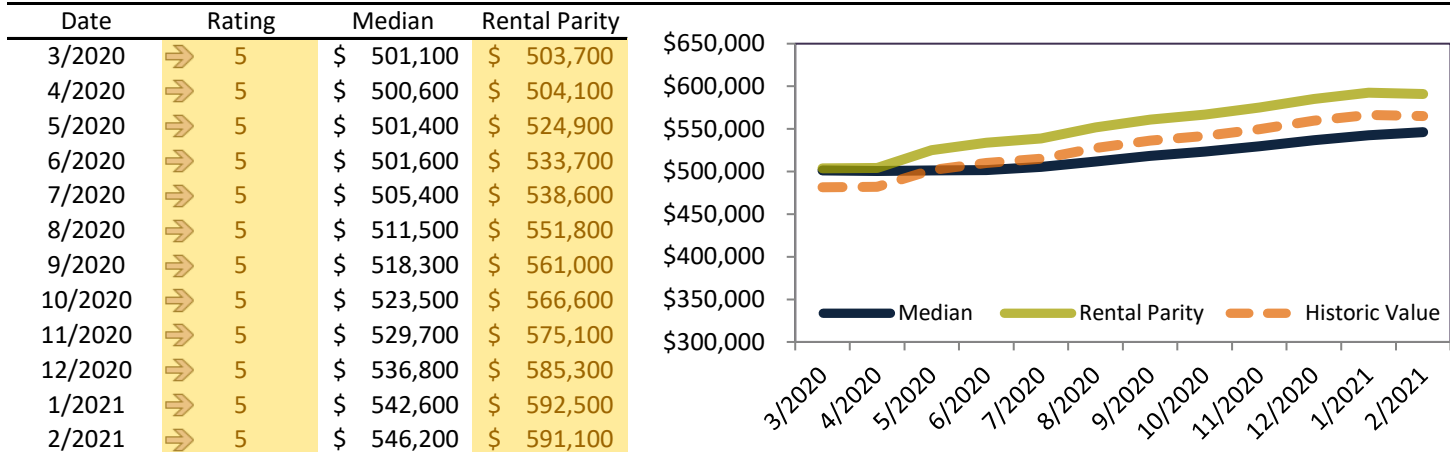 Date Rating Median Rental Parity
3/2020 5 $ 501,100 $ 503,700
4/2020 5 $ 500,600 $ 504,100
5/2020 5 $ 501,400 $ 524,900
6/2020 5 $ 501,600 $ 533,700
7/2020 5 $ 505,400 $ 538,600
8/2020 5 $ 511,500 $ 551,800
9/2020 5 $ 518,300 $ 561,000
10/2020 5 $ 523,500 $ 566,600
11/2020 5 $ 529,700 $ 575,100
12/2020 5 $ 536,800 $ 585,300
1/2021 5 $ 542,600 $ 592,500
2/2021 5 $ 546,200 $ 591,100
$650,000
$600,000
$550,000
$500,000
$450,000
$400,000
$350,000
$300,000
Median Rental Parity Historic Value
3/2020 4/2020 5/2020 6/2020 7/2020 8/2020 9/2020 10/2020 11/2020 12/2020 1/2021 2/2021